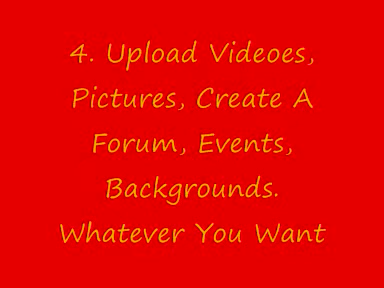 4. Upload Videoes,
Pictures, Create A
Forum, Events,
Backgrounds.
Whatever You Want